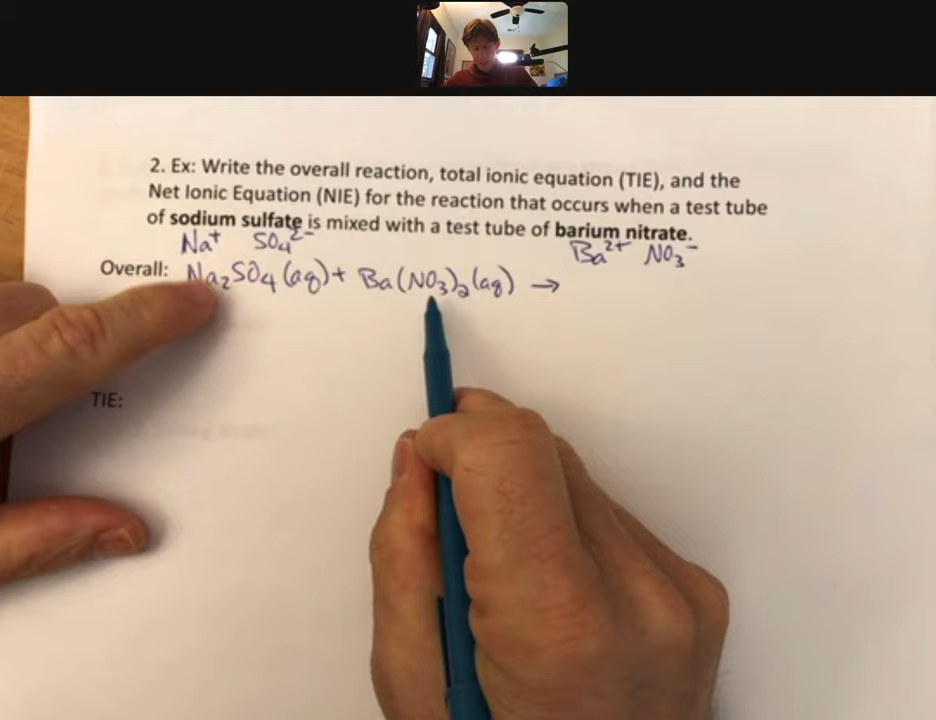 2. Ex: Write the overall reaction, total ionic equation (TIE), and the
Net Ionic Equation (NIE) for the reaction that occurs when a test tube
of sodium sulfate is mixed with a test tube of barium nitrate.
Na⁺ SO₄²⁻ Ba²⁺ NO₃⁻
Overall: Na₂SO₄(aq) + Ba(NO₃)₂(aq) →
TIE: